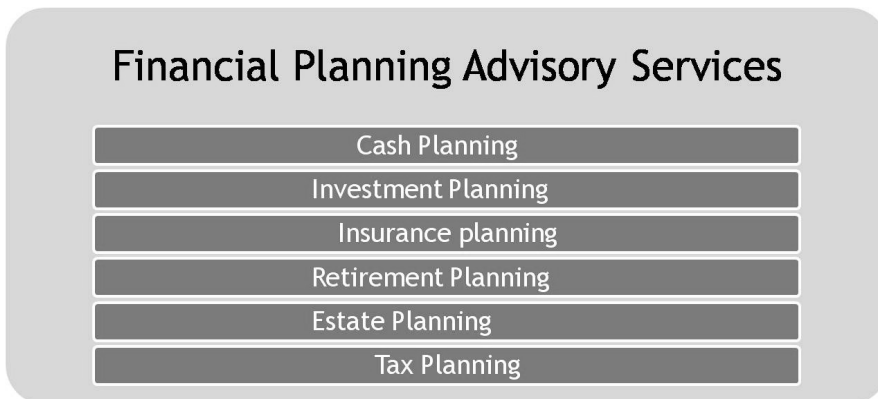 Financial Planning Advisory Services
Cash Planning
Investment Planning
Insurance planning
Retirement Planning
Estate Planning
Tax Planning